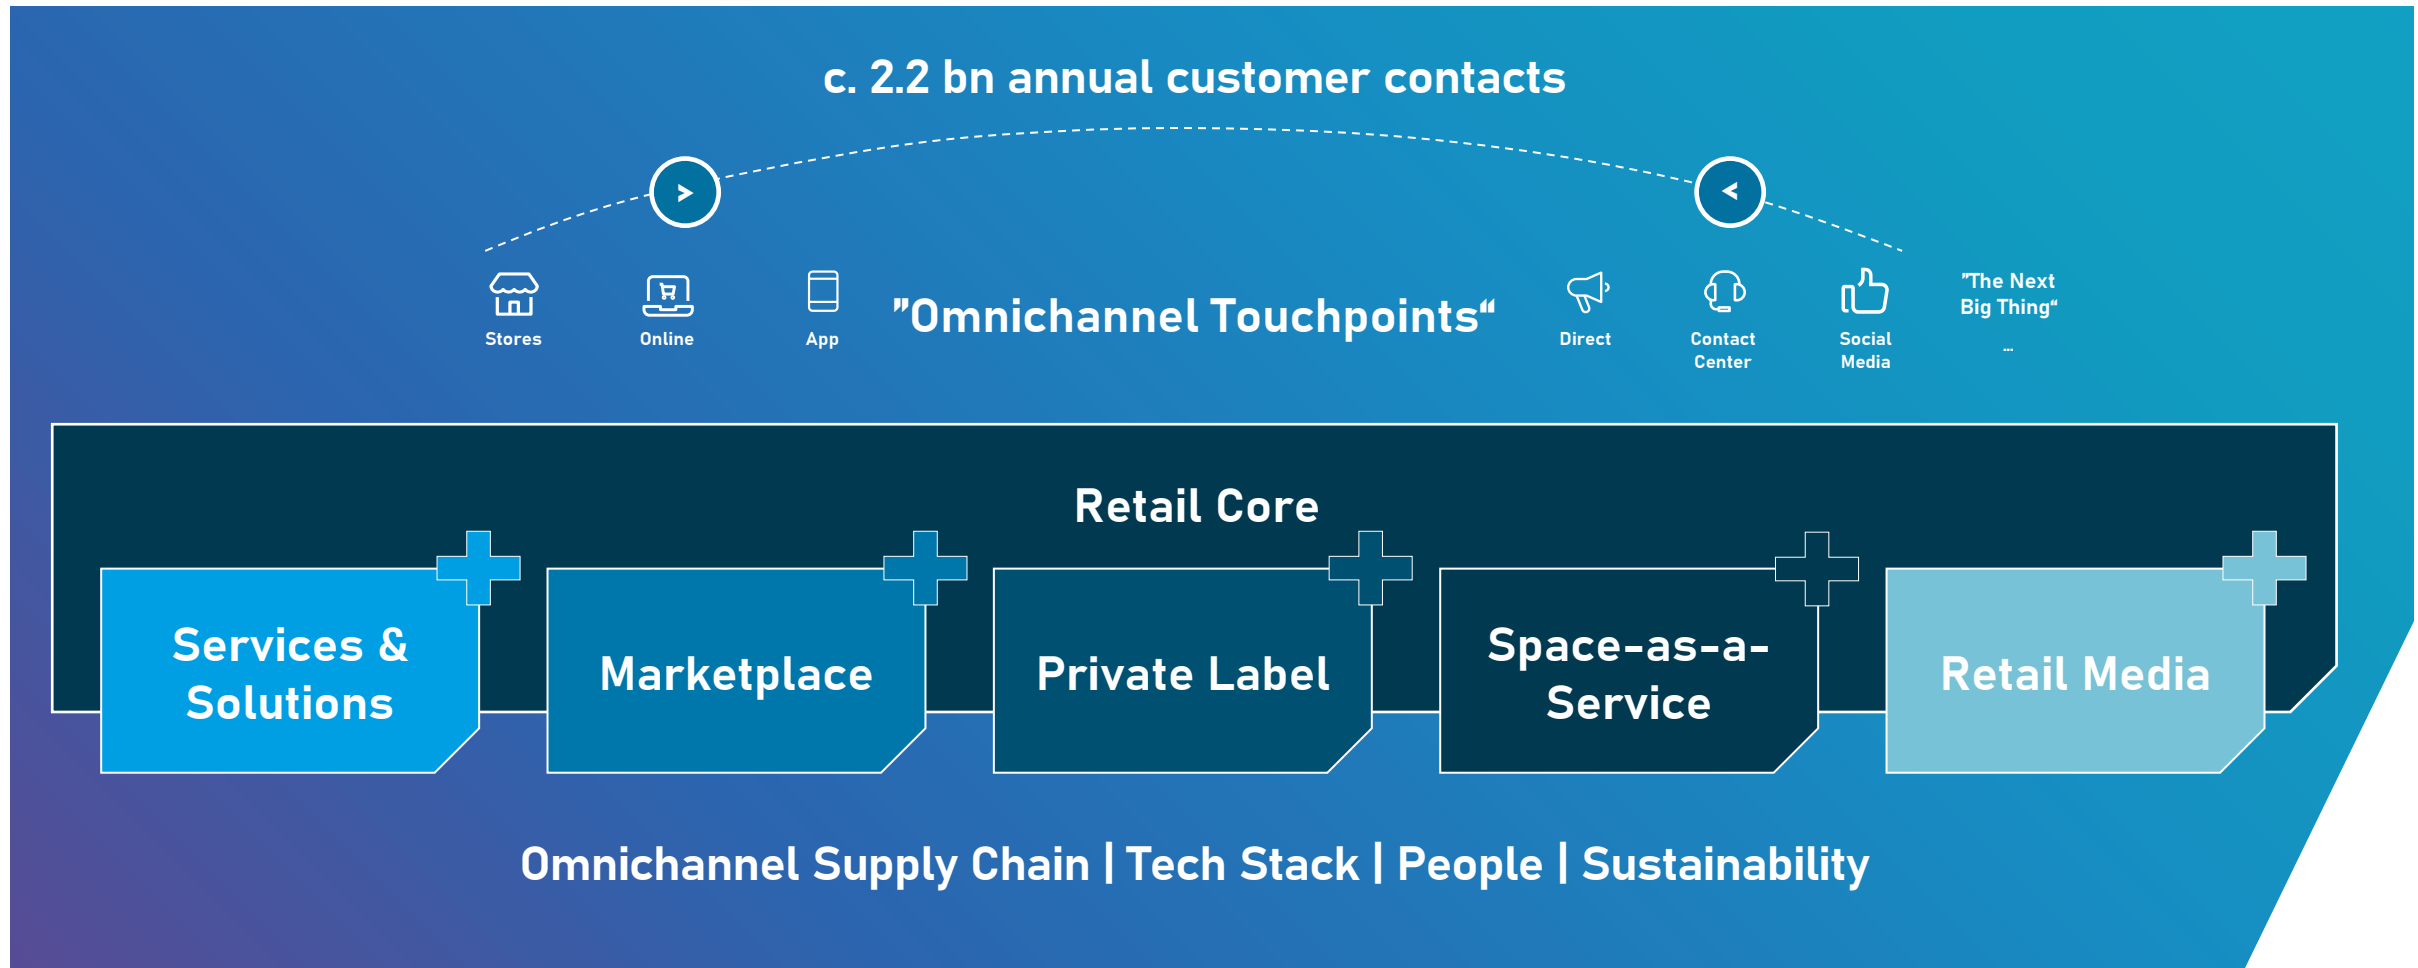 c. 2.2 bn annual customer contacts
Stores
Online
App
”Omnichannel Touchpoints“
Direct
Contact
Center
Social
Media
”The Next
Big Thing“
...
Retail Core
Services &
Solutions
Marketplace
Private Label
Space-as-a-
Service
Retail Media
Omnichannel Supply Chain | Tech Stack | People | Sustainability